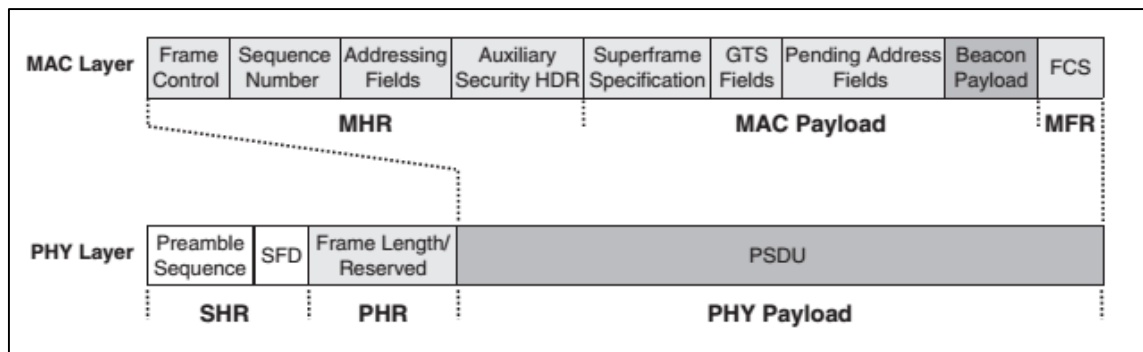 MAC Layer
Frame Control
Sequence Number
Addressing Fields
Auxiliary Security HDR
Superframe Specification
GTS Fields
Pending Address Fields
Beacon Payload
FCS
MHR
MAC Payload
MFR
PHY Layer
Preamble Sequence
SFD
Frame Length/ Reserved
PSDU
SHR
PHR
PHY Payload